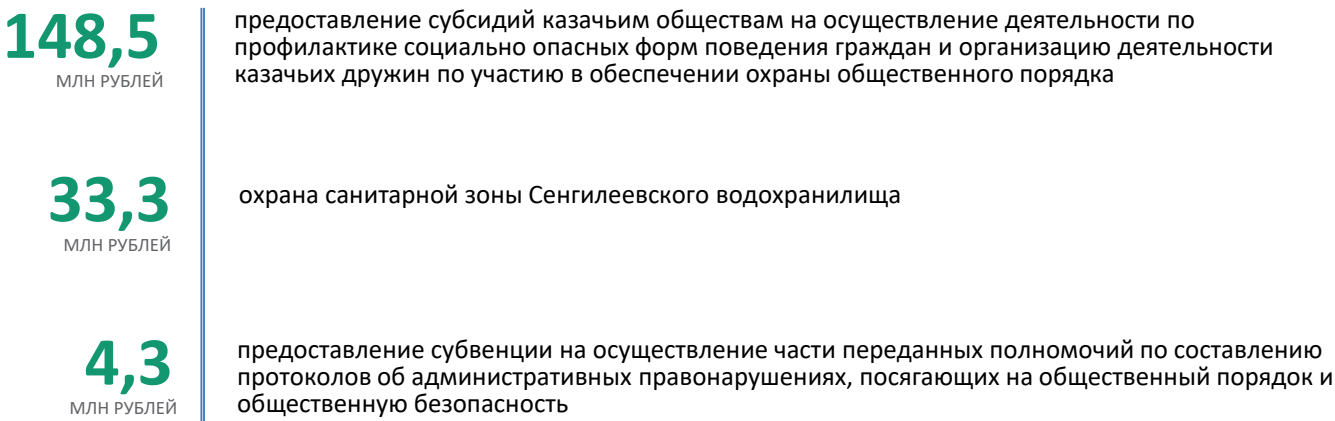 148,5
МЛН РУБЛЕЙ
предоставление субсидий казачьим обществам на осуществление деятельности по
профилактике социально опасных форм поведения граждан и организацию деятельности
казачьих дружин по участию в обеспечении охраны общественного порядка
33,3
МЛН РУБЛЕЙ
охрана санитарной зоны Сенгилеевского водохранилища
4,3
МЛН РУБЛЕЙ
предоставление субвенции на осуществление части переданных полномочий по составлению
протоколов об административных правонарушениях, посягающих на общественный порядок и
общественную безопасность